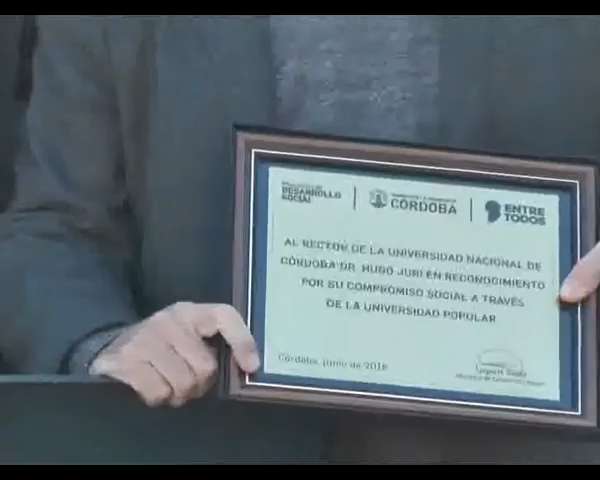 DESARROLLO
SOCIAL
CÓRDOBA
ENTRE
TODOS
AL RECTOR DE LA UNIVERSIDAD NACIONAL DE
CÓRDOBA DR. HUGO JURI EN RECONOCIMIENTO
POR SU COMPROMISO SOCIAL A TRAVÉS
DE LA UNIVERSIDAD POPULAR
Córdoba, junio de 2018